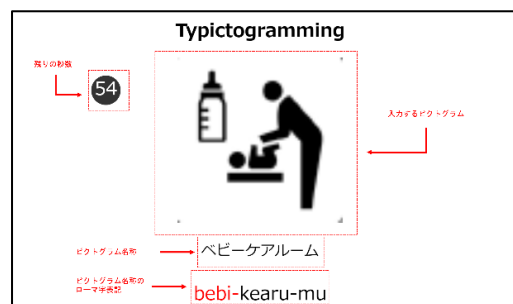 Typictogramming
残りの秒数
54
入力するピクトグラム
ピクトグラム名称
ベビーケアルーム
ピクトグラム名称の
ローマ字表記
bebi-kearu-mu